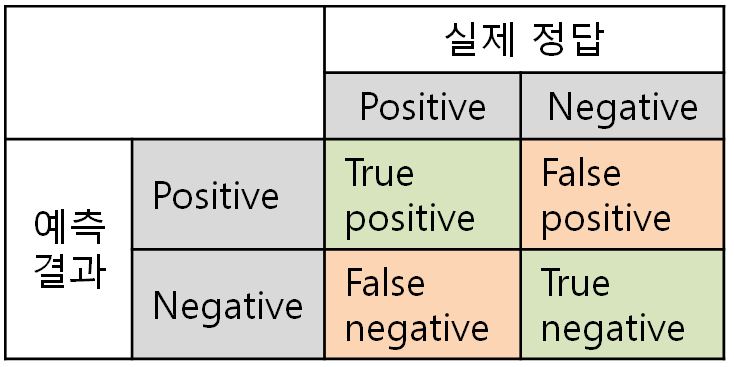 실제 정답
Positive
Negative
예측
결과
Positive
True
positive
False
positive
Negative
False
negative
True
negative